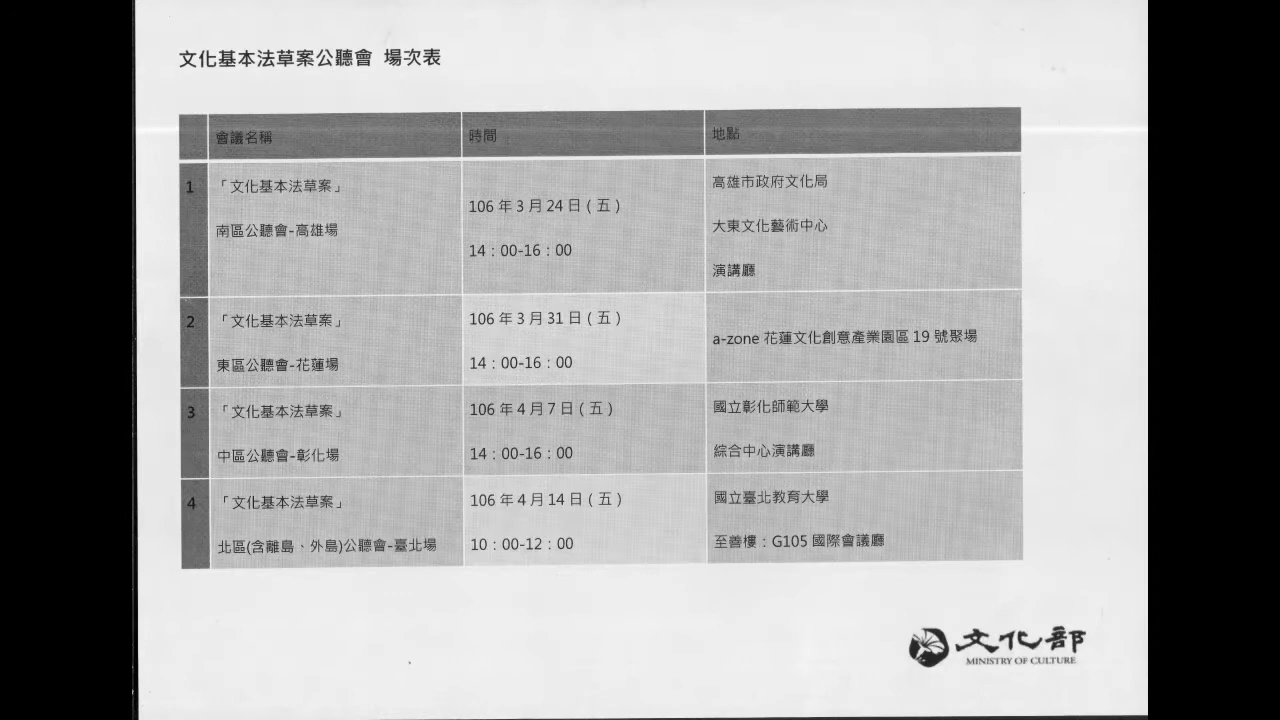 文化基本法草案公聽會 場次表
會議名稱 時間 地點
1 「文化基本法草案」
南區公聽會-高雄場
106 年 3 月 24 日 ( 五 )
14：00-16：00
高雄市政府文化局
大東文化藝術中心
演講廳
2 「文化基本法草案」
東區公聽會-花蓮場
106 年 3 月 31 日 ( 五 )
14：00-16：00
a-zone 花蓮文化創意產業園區 19 號聚場
3 「文化基本法草案」
中區公聽會-彰化場
106 年 4 月 7 日 ( 五 )
14：00-16：00
國立彰化師範大學
綜合中心演講廳
4 「文化基本法草案」
北區(含離島、外島)公聽會-臺北場
106 年 4 月 14 日 ( 五 )
10：00-12：00
國立臺北教育大學
至善樓：G105 國際會議廳
文化部
MINISTRY OF CULTURE